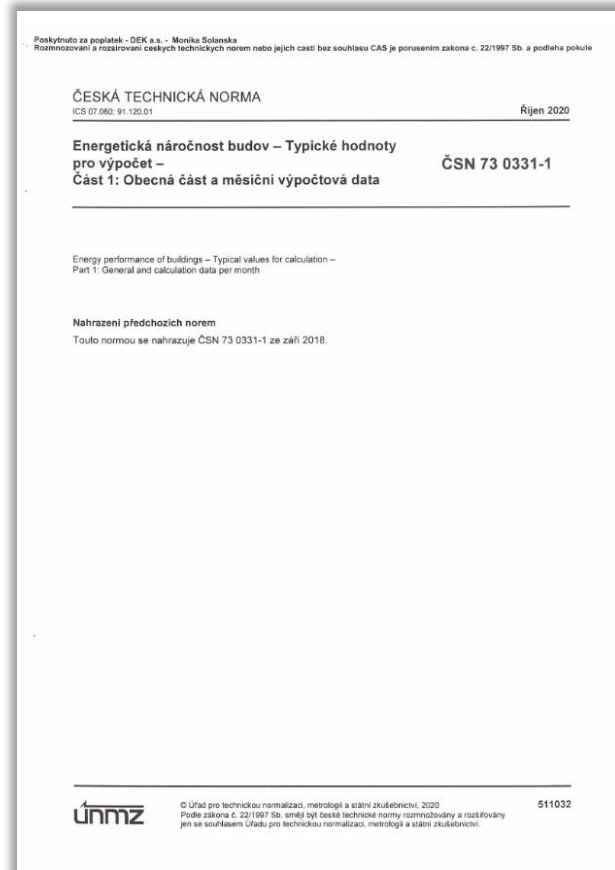 Poskytnuto za poplatek - DEK a.s. - Monika Solanska
Rozmnozovani a rozsirovani ceskych technickych norem nebo jejich casti bez souhlasu CAS je porusenim zakona c. 22/1997 Sb. a podleha pokute
ČESKÁ TECHNICKÁ NORMA
ICS 07.060; 91.120.01
Říjen 2020
Energetická náročnost budov – Typické hodnoty
pro výpočet –
Část 1: Obecná část a měsíční výpočtová data
ČSN 73 0331-1
Energy performance of buildings – Typical values for calculation –
Part 1: General and calculation data per month
Nahrazení předchozích norem
Touto normou se nahrazuje ČSN 73 0331-1 ze září 2018.
únmz
© Úřad pro technickou normalizaci, metrologii a státní zkušebnictví, 2020
Podle zákona č. 22/1997 Sb. smějí být české technické normy rozmnožovány a rozšiřovány
jen se souhlasem Úřadu pro technickou normalizaci, metrologii a státní zkušebnictví.
511032